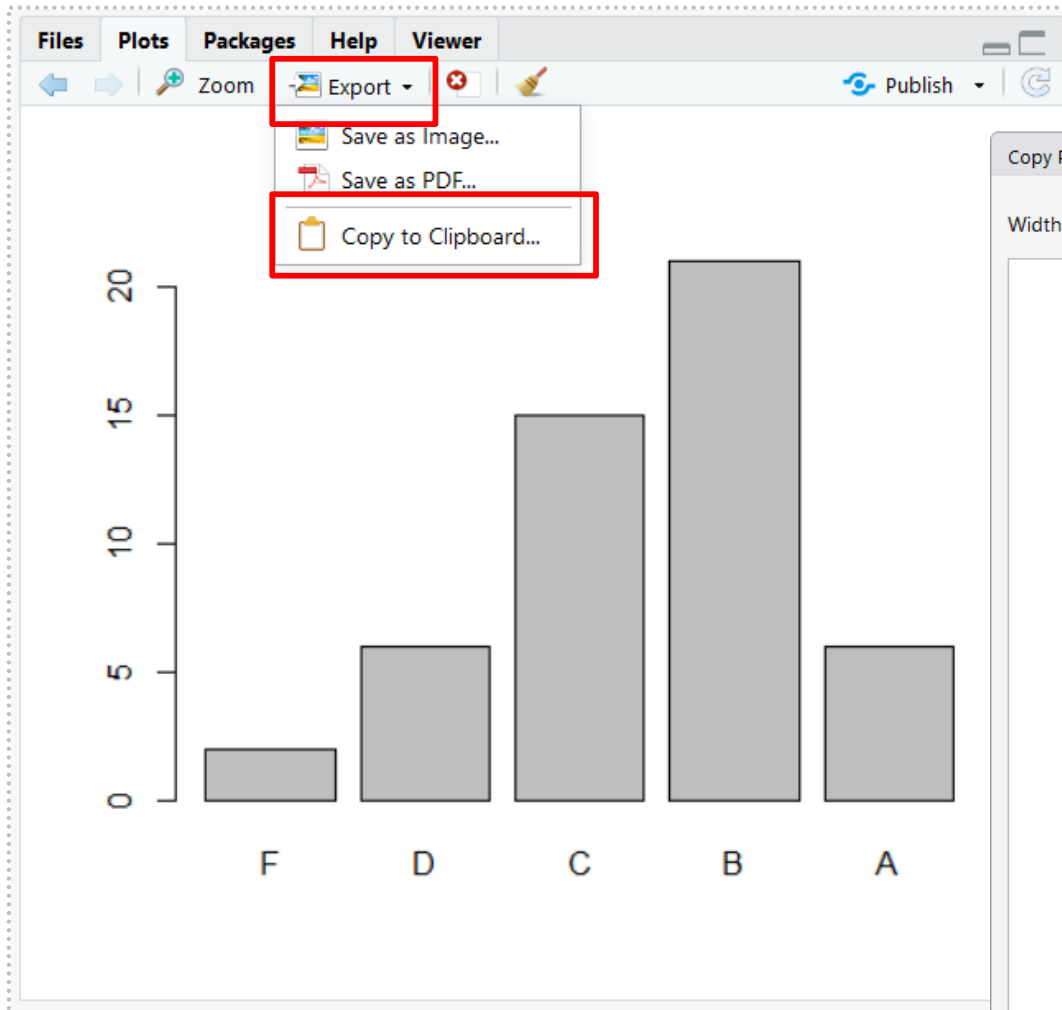 Files Plots Packages Help Viewer
Zoom Export Publish
Save as Image...
Save as PDF...
Copy to Clipboard...
Copy
Width
20
15
10
5
0
F D C B A